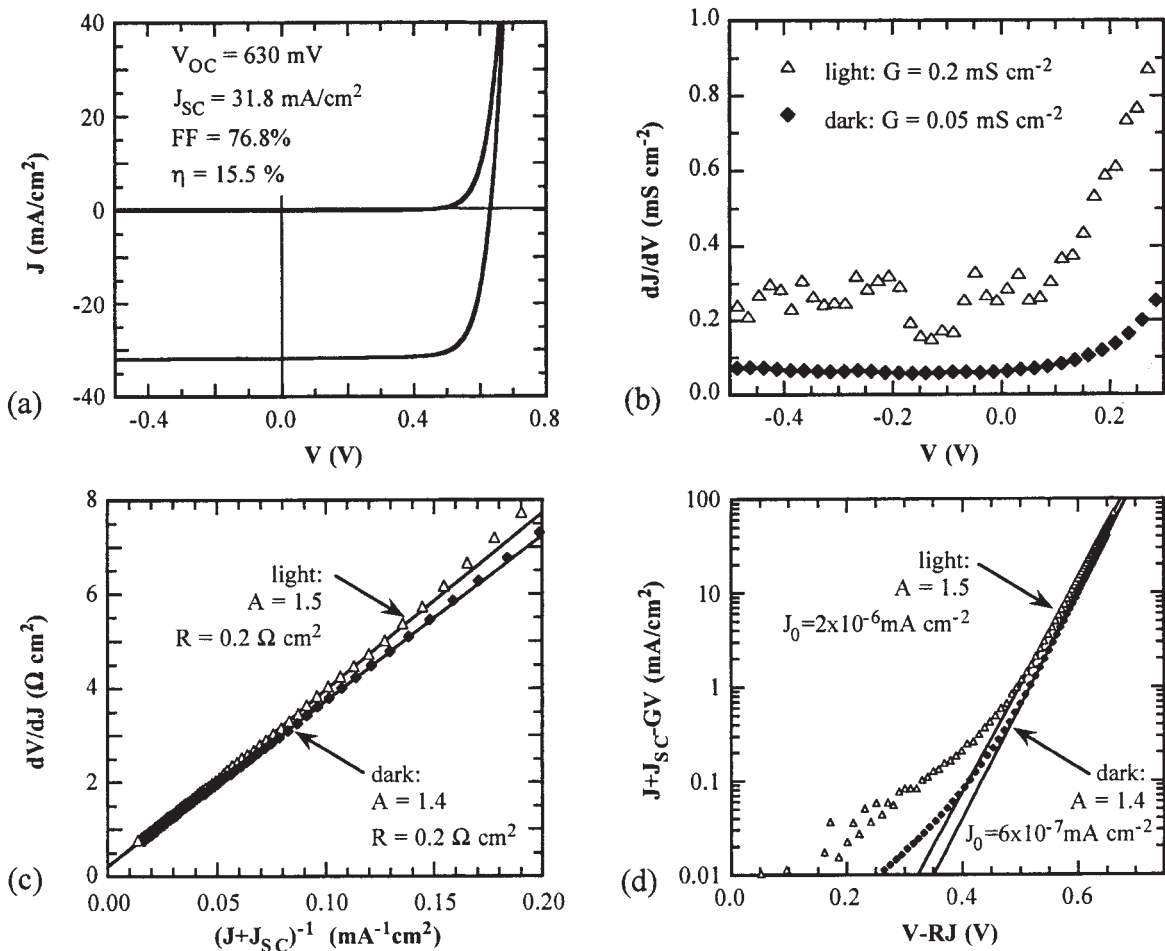 40
20
0
-20
-40
J (mA/cm²)
V_OC = 630 mV
J_SC = 31.8 mA/cm²
FF = 76.8%
η = 15.5 %
-0.4
0.0
0.4
0.8
V (V)
(a)
1.0
0.8
0.6
0.4
0.2
0.0
dJ/dV (mS cm⁻²)
light: G = 0.2 mS cm⁻²
dark: G = 0.05 mS cm⁻²
-0.4
-0.2
0.0
0.2
V (V)
(b)
8
6
4
2
0
dV/dJ (Ω cm²)
light:
A = 1.5
R = 0.2 Ω cm²
dark:
A = 1.4
R = 0.2 Ω cm²
0.00
0.05
0.10
0.15
0.20
(J+J_SC)⁻¹ (mA⁻¹cm²)
(c)
100
10
1
0.1
0.01
J+J_SC-GV (mA/cm²)
light:
A = 1.5
J₀=2x10⁻⁶mA cm⁻²
dark:
A = 1.4
J₀=6x10⁻⁷mA cm⁻²
0.0
0.2
0.4
0.6
V-RJ (V)
(d)